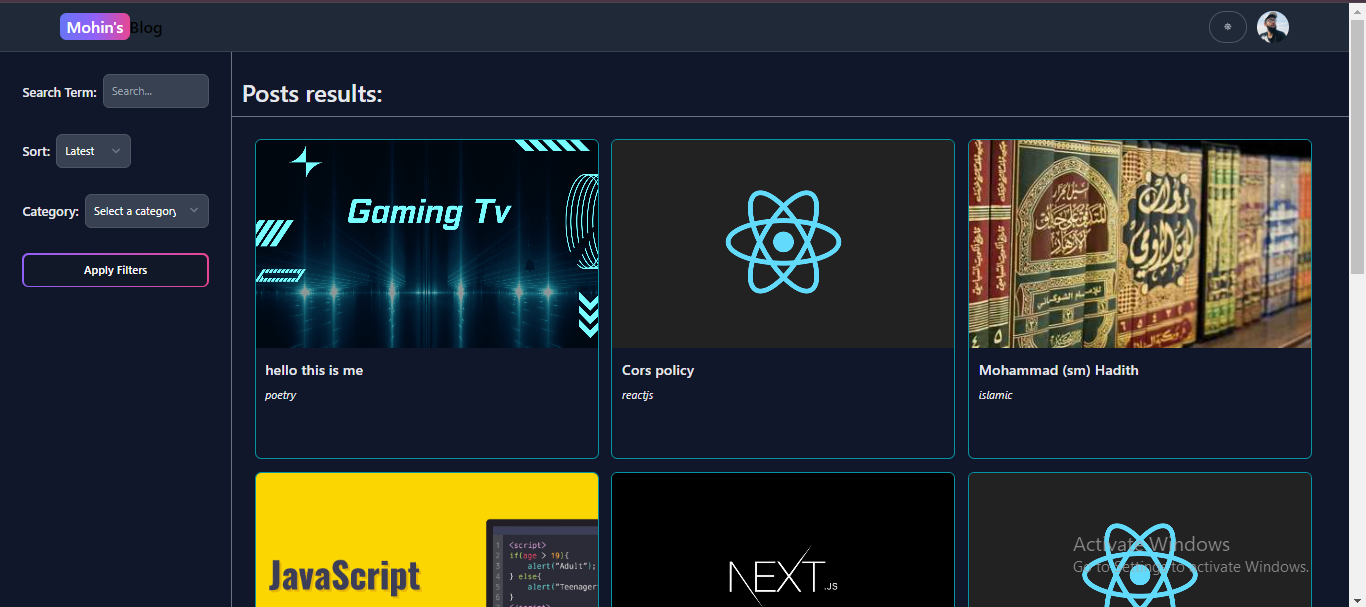 Mohin's Blog
Search Term: Search...
Sort: Latest
Category: Select a category
Apply Filters
Posts results:
Gaming Tv
hello this is me
poetry
Cors policy
reactjs
Mohammad (sm) Hadith
islamic
JavaScript
1 <script>
2 if(age > 19){
3 alert("Adult");
4 } else{
5 alert("Teenager
6 }
NEXT.JS
Activate Windows
Go to Settings to activate Windows.